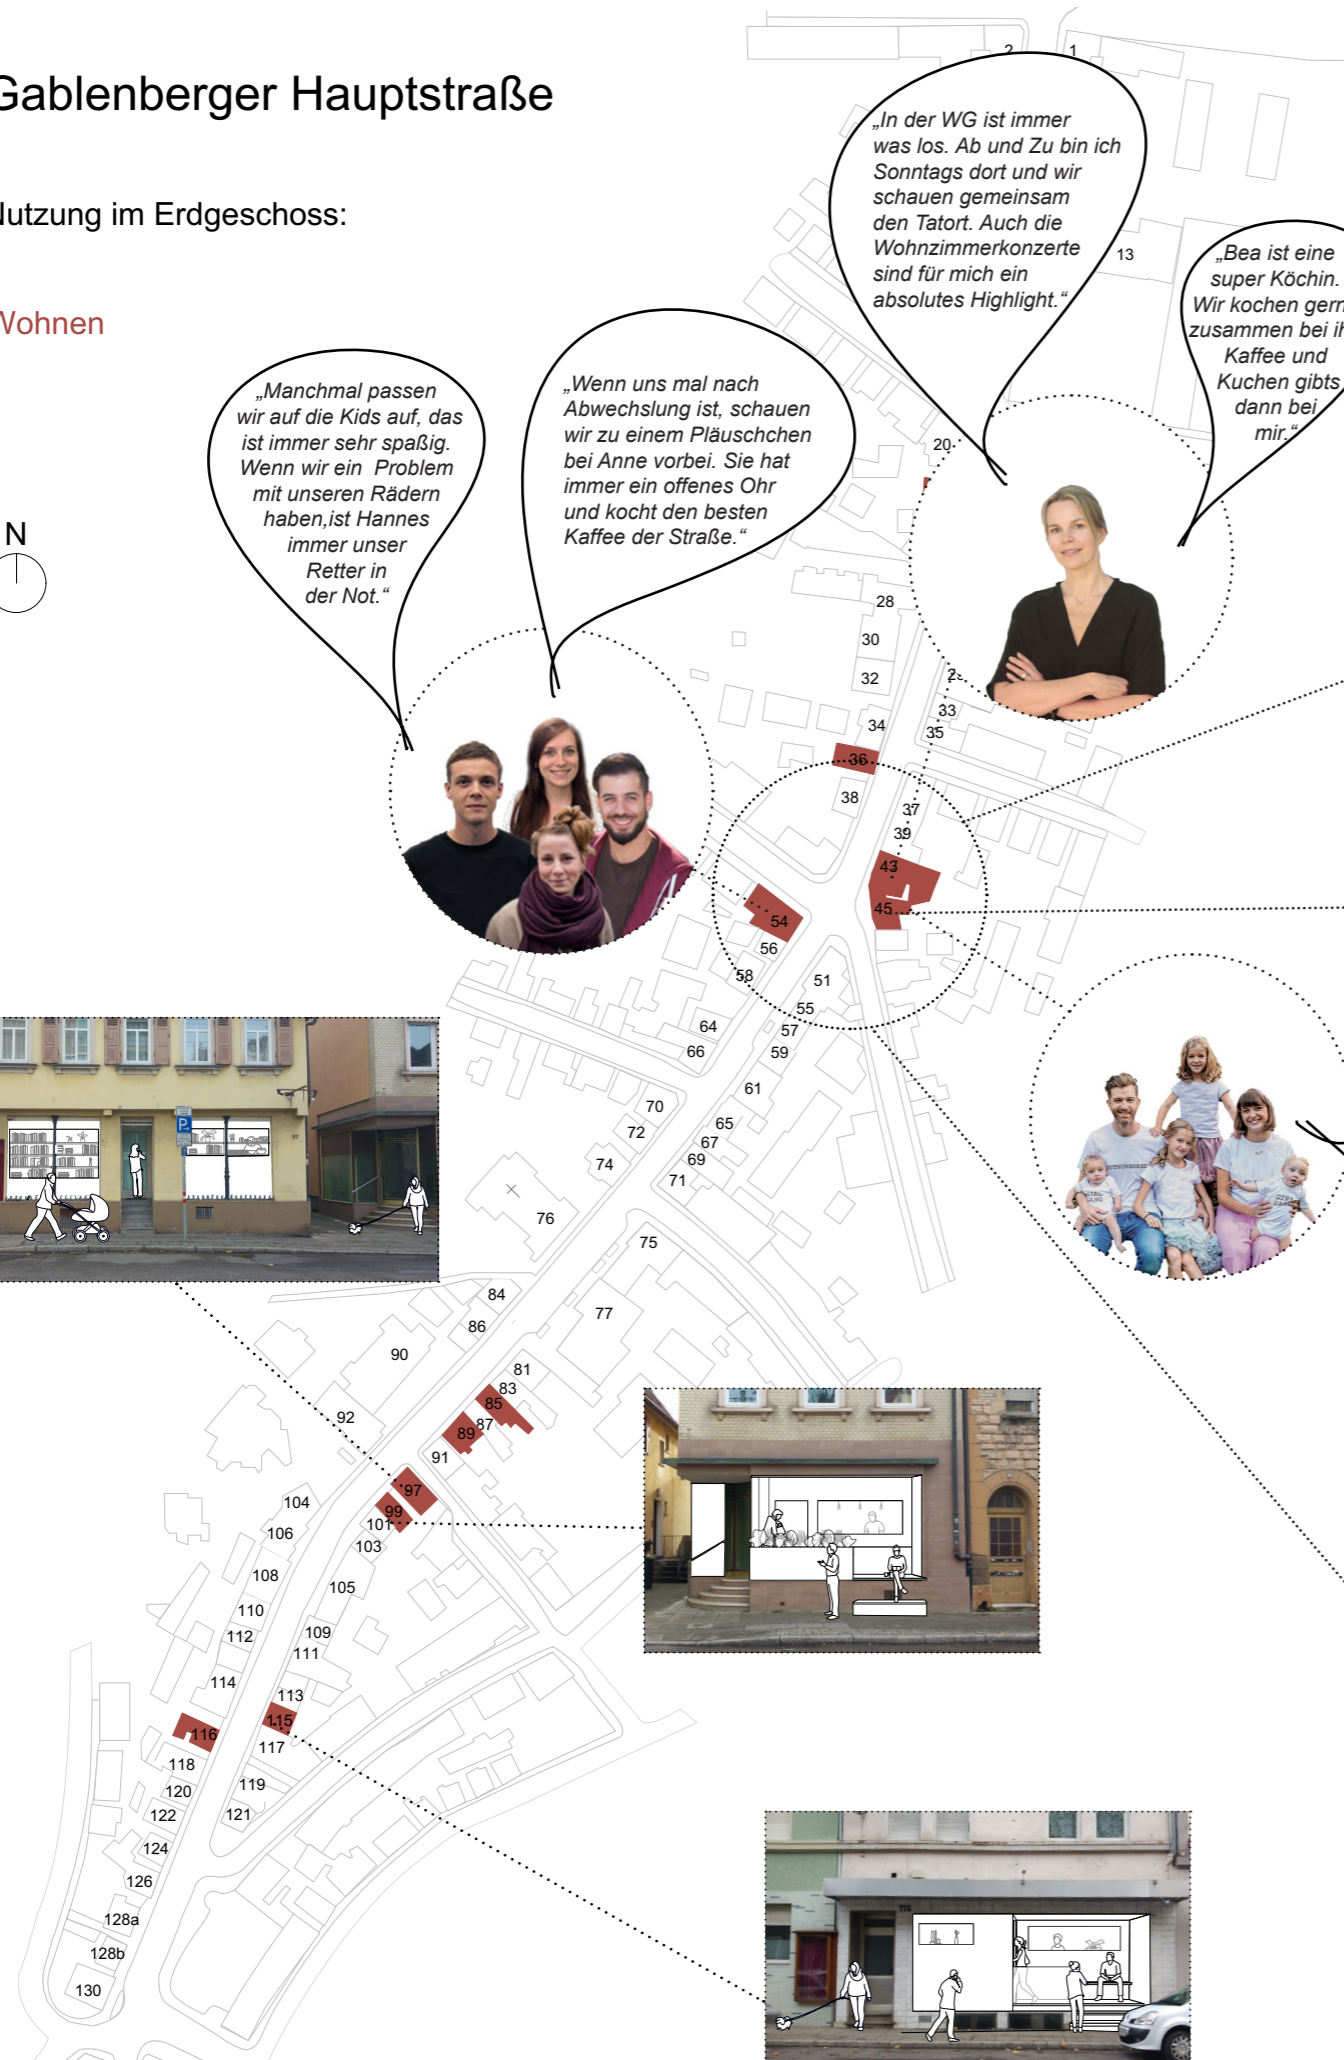 Gablenberger Hauptstraße
Nutzung im Erdgeschoss:
Wohnen
N
„Manchmal passen
wir auf die Kids auf, das
ist immer sehr spaßig.
Wenn wir ein Problem
mit unseren Rädern
haben,ist Hannes
immer unser
Retter in
der Not.“
„Wenn uns mal nach
Abwechslung ist, schauen
wir zu einem Pläuschchen
bei Anne vorbei. Sie hat
immer ein offenes Ohr
und kocht den besten
Kaffee der Straße.“
„In der WG ist immer
was los. Ab und Zu bin ich
Sonntags dort und wir
schauen gemeinsam
den Tatort. Auch die
Wohnzimmerkonzerte
sind für mich ein
absolutes Highlight.“
„Bea ist eine
super Köchin.
Wir kochen gern
zusammen bei ih
Kaffee und
Kuchen gibts
dann bei
mir.“
2
1
13
20
28
30
32
34
36
38
33
35
37
39
43
45
54
56
58
51
55
57
59
61
64
66
65
67
69
71
70
72
74
76
75
77
84
86
90
92
81
83
85
87
89
91
97
99
101
103
104
106
105
108
110
109
112
111
114
113
116
115
118
117
120
119
122
121
124
126
128a
128b
130
P
115